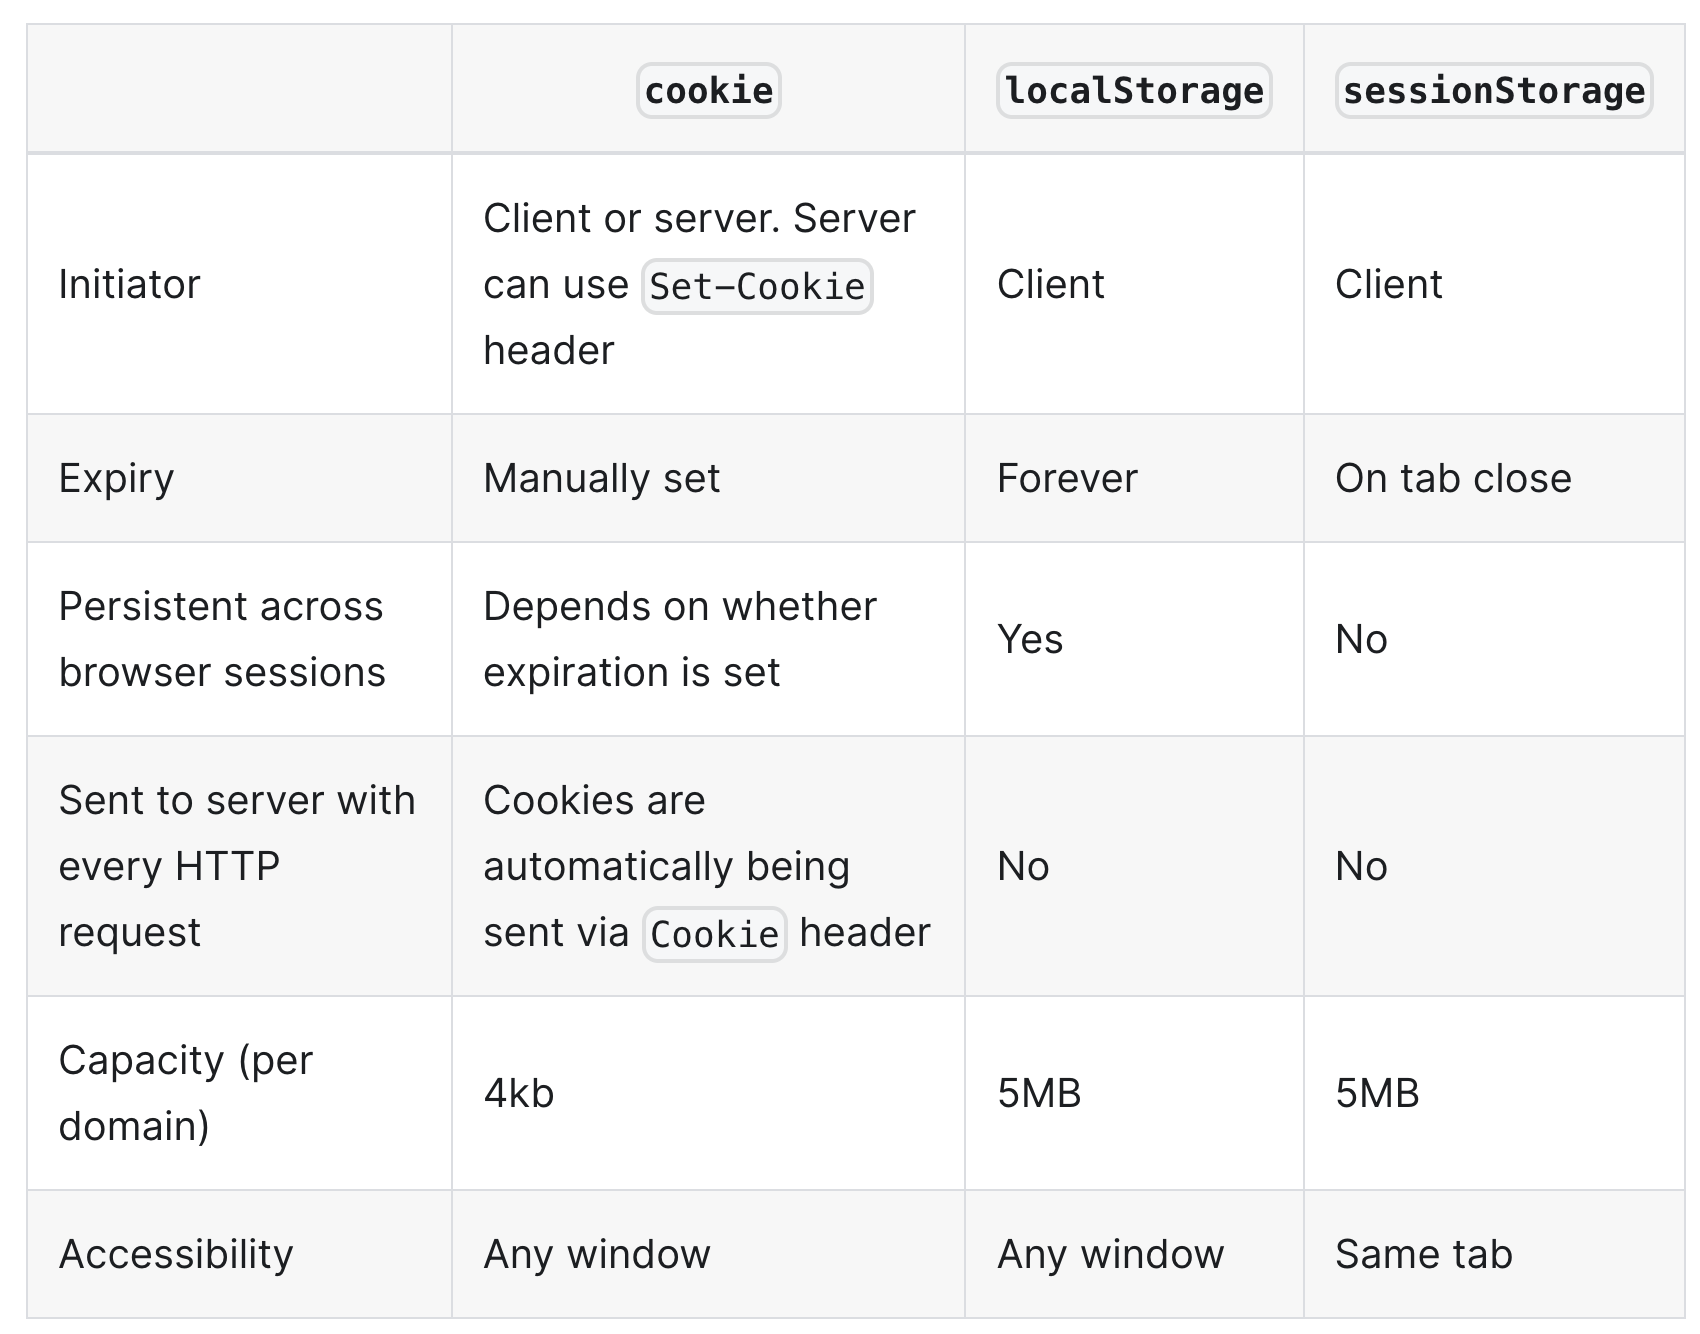 cookie localStorage sessionStorage
Client or server. Server
Initiator can use Set-Cookie Client Client
header
Expiry Manually set Forever On tab close
Persistent across Depends on whether
Yes No
browser sessions expiration is set
Sent to server with Cookies are
every HTTP automatically being No No
request sent via Cookie header
Capacity (per
4kb 5MB 5MB
domain)
Accessibility Any window Any window Same tab